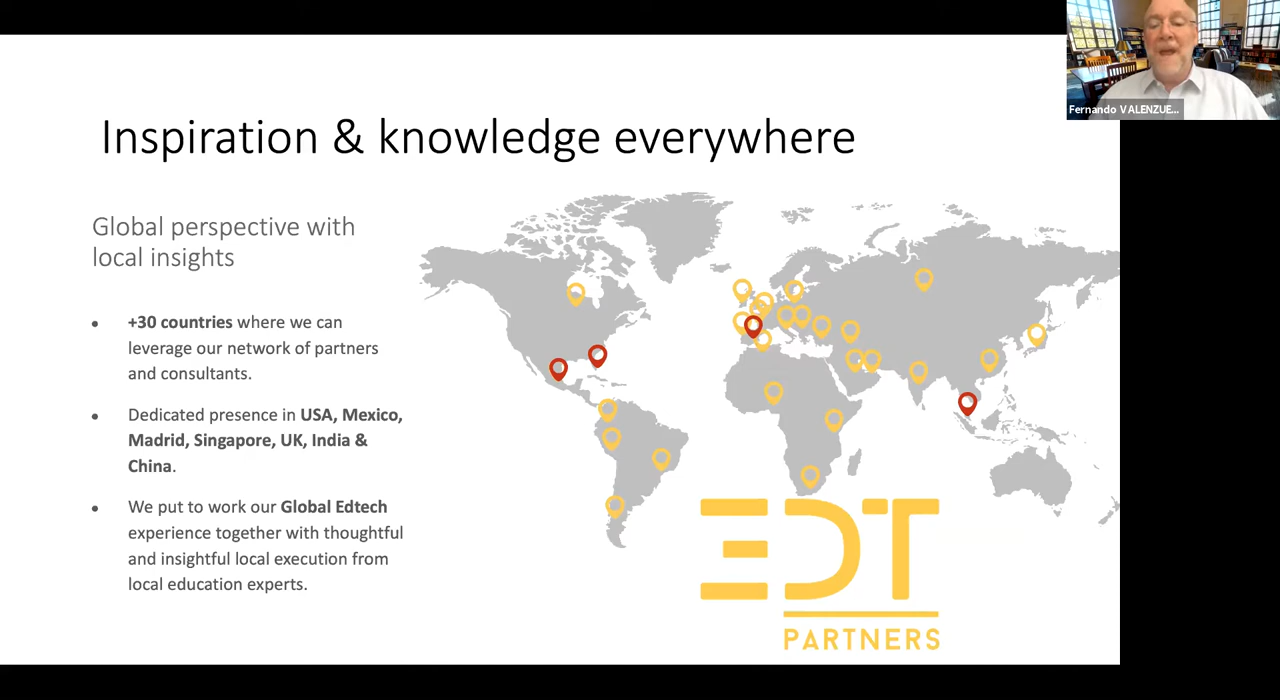 Fernando VALENZUE...
Inspiration & knowledge everywhere
Global perspective with
local insights
• +30 countries where we can
leverage our network of partners
and consultants.
• Dedicated presence in USA, Mexico,
Madrid, Singapore, UK, India &
China.
• We put to work our Global Edtech
experience together with thoughtful
and insightful local execution from
local education experts.
EDT
PARTNERS